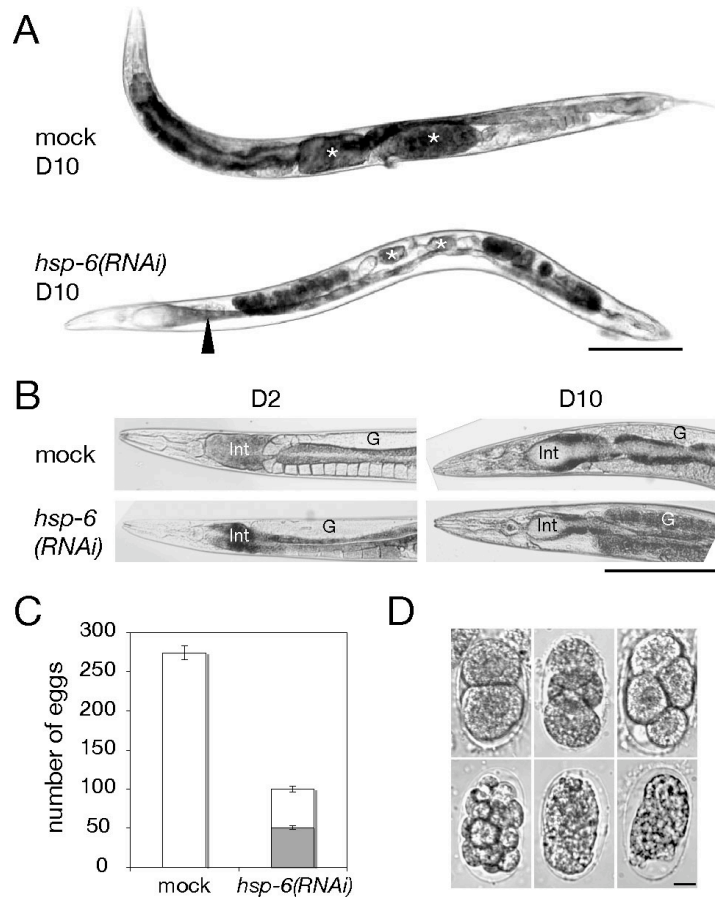 A
mock
D10
*
*
hsp-6(RNAi)
D10
*
*
B
D2
D10
mock
Int
G
Int
G
hsp-6
(RNAi)
Int
G
Int
G
C
D
number of eggs
300
250
200
150
100
50
0
mock
hsp-6(RNAi)